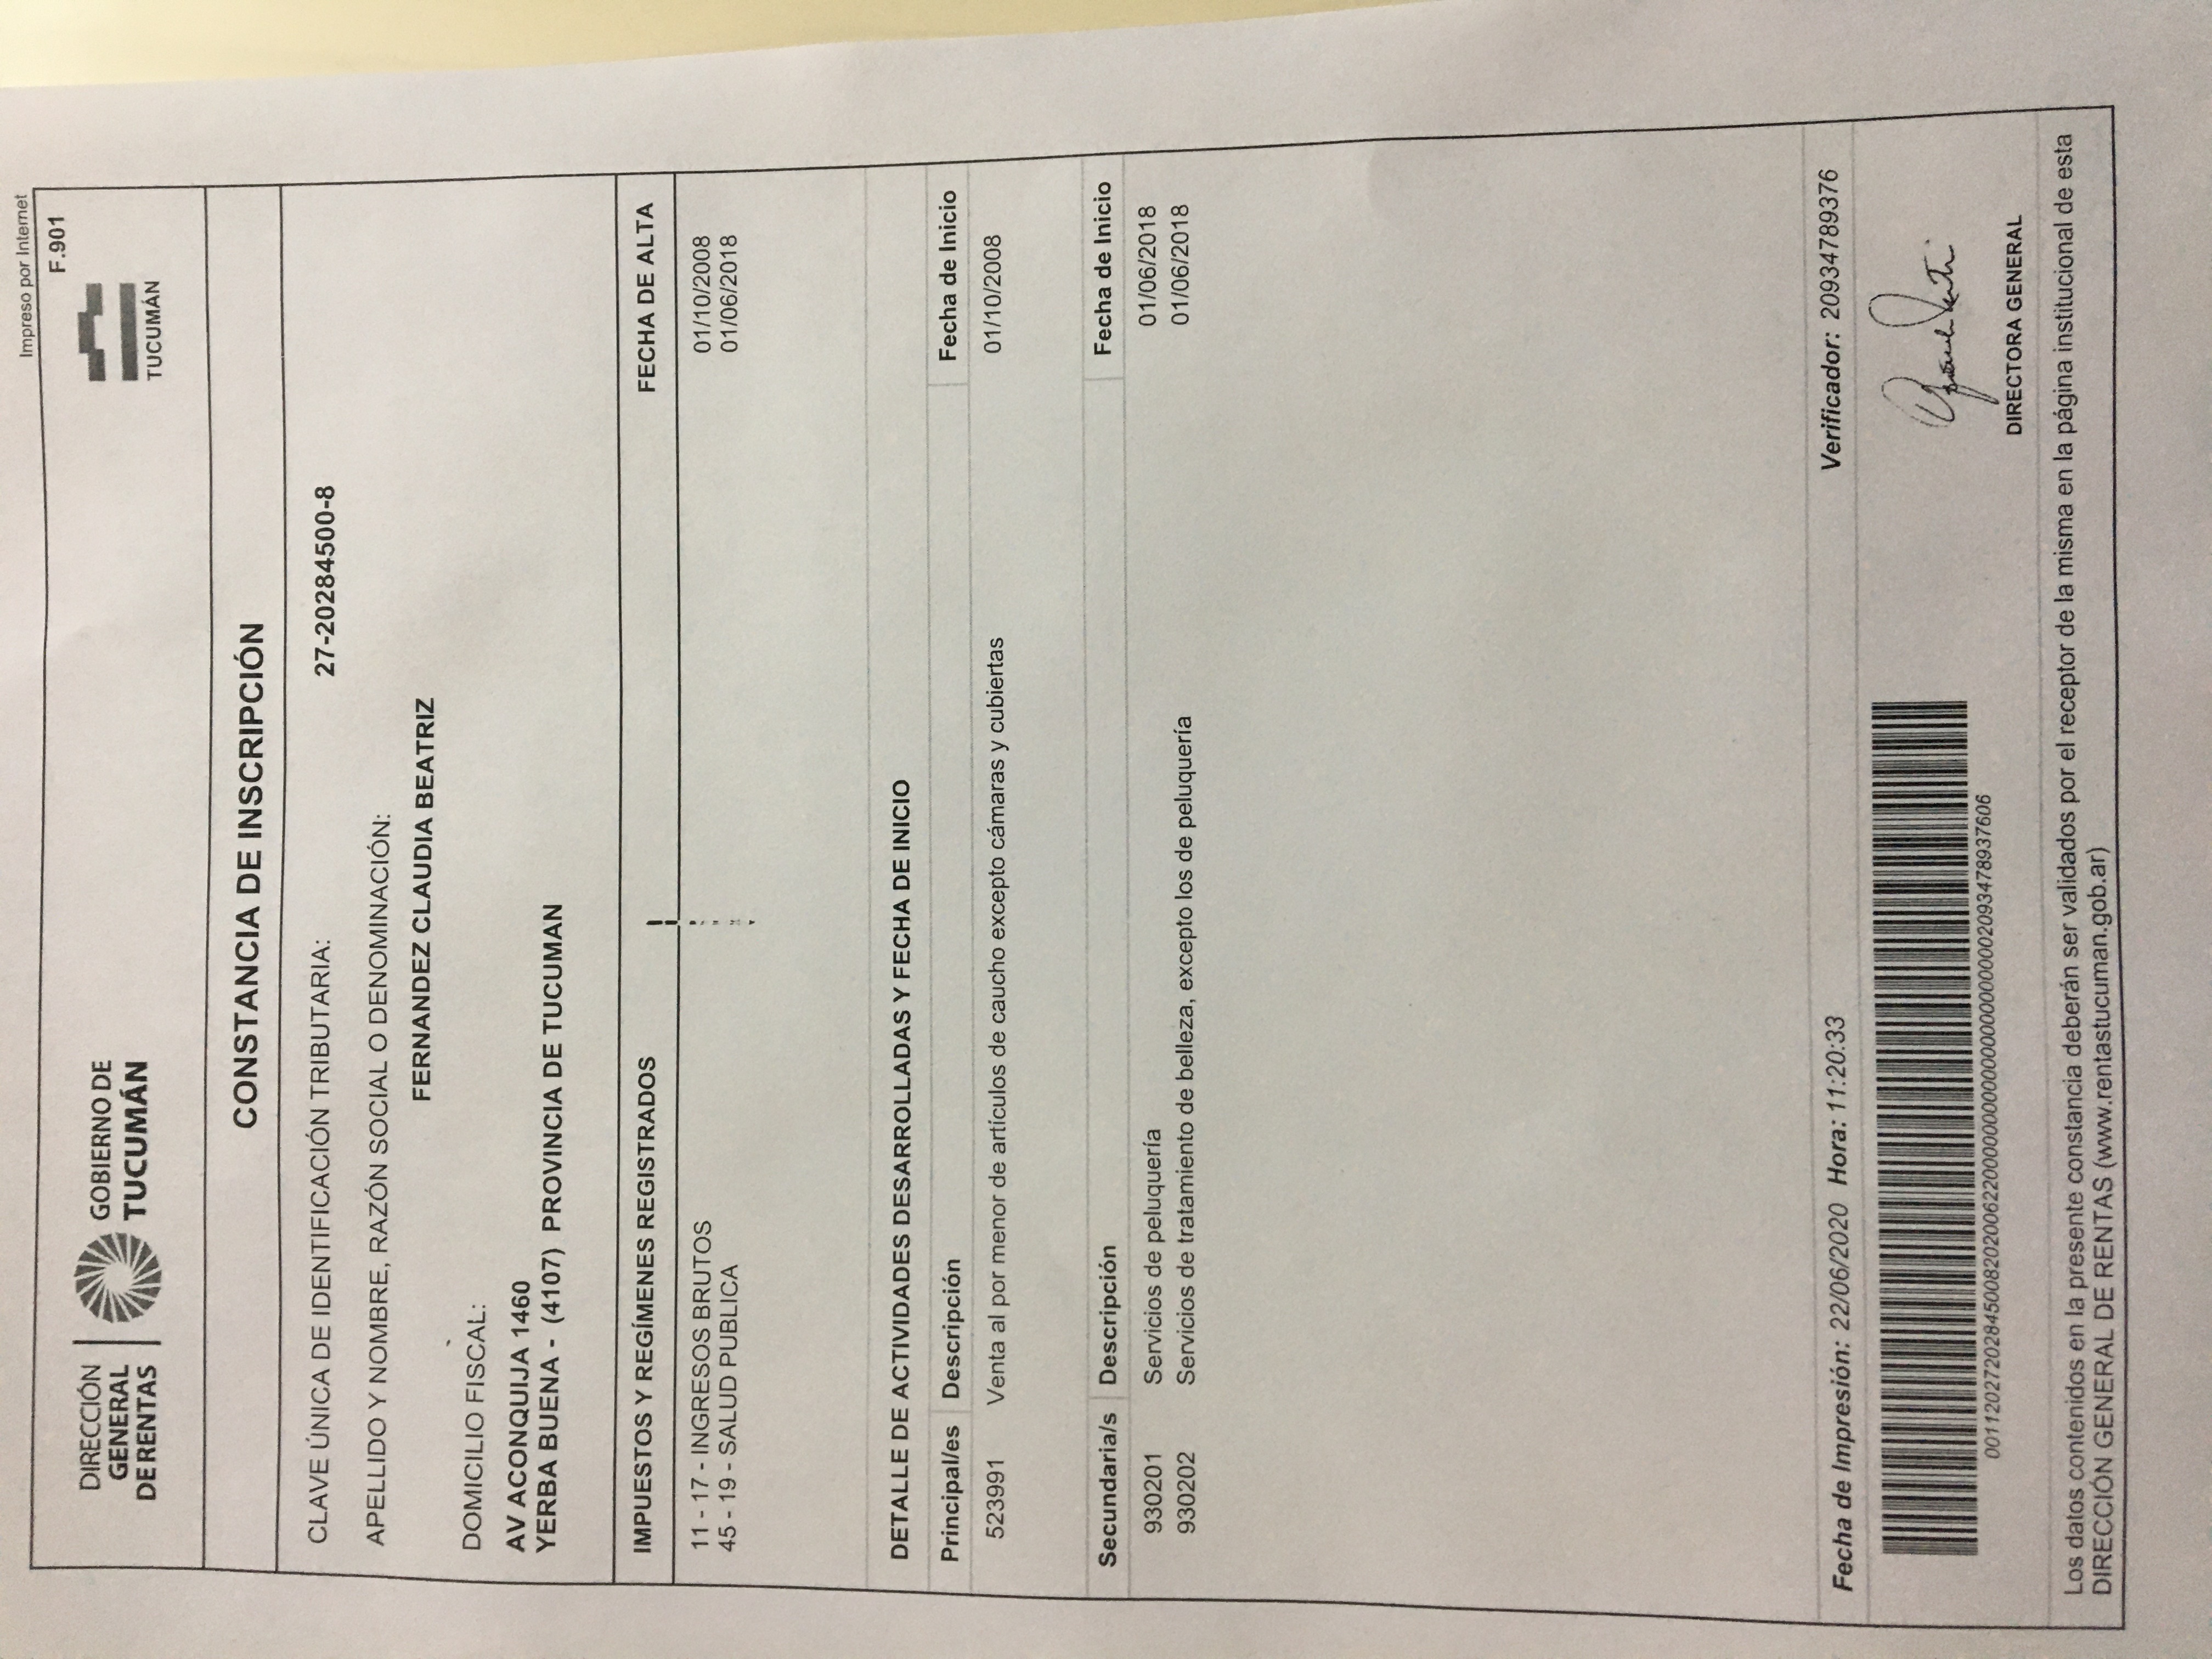 Impreso por Internet
F.901
DIRECCIÓN
GENERAL
DE RENTAS
GOBIERNO DE
TUCUMÁN
TUCUMÁN
CONSTANCIA DE INSCRIPCIÓN
CLAVE ÚNICA DE IDENTIFICACIÓN TRIBUTARIA: 27-20284500-8
APELLIDO Y NOMBRE, RAZÓN SOCIAL O DENOMINACIÓN:
FERNANDEZ CLAUDIA BEATRIZ
DOMICILIO FISCAL:
AV ACONQUIJA 1460
YERBA BUENA - (4107) PROVINCIA DE TUCUMAN
IMPUESTOS Y REGÍMENES REGISTRADOS FECHA DE ALTA
11 - 17 - INGRESOS BRUTOS 01/10/2008
45 - 19 - SALUD PUBLICA 01/06/2018
DETALLE DE ACTIVIDADES DESARROLLADAS Y FECHA DE INICIO
Principal/es Descripción Fecha de Inicio
523991 Venta al por menor de artículos de caucho excepto cámaras y cubiertas 01/10/2008
Secundaria/s Descripción Fecha de Inicio
930201 Servicios de peluquería 01/06/2018
930202 Servicios de tratamiento de belleza, excepto los de peluquería 01/06/2018
Fecha de Impresión: 22/06/2020 Hora: 11:20:33 Verificador: 20934789376
DIRECTORA GENERAL
Los datos contenidos en la presente constancia deberán ser validados por el receptor de la misma en la página institucional de esta
DIRECCIÓN GENERAL DE RENTAS (www.rentastucuman.gob.ar)